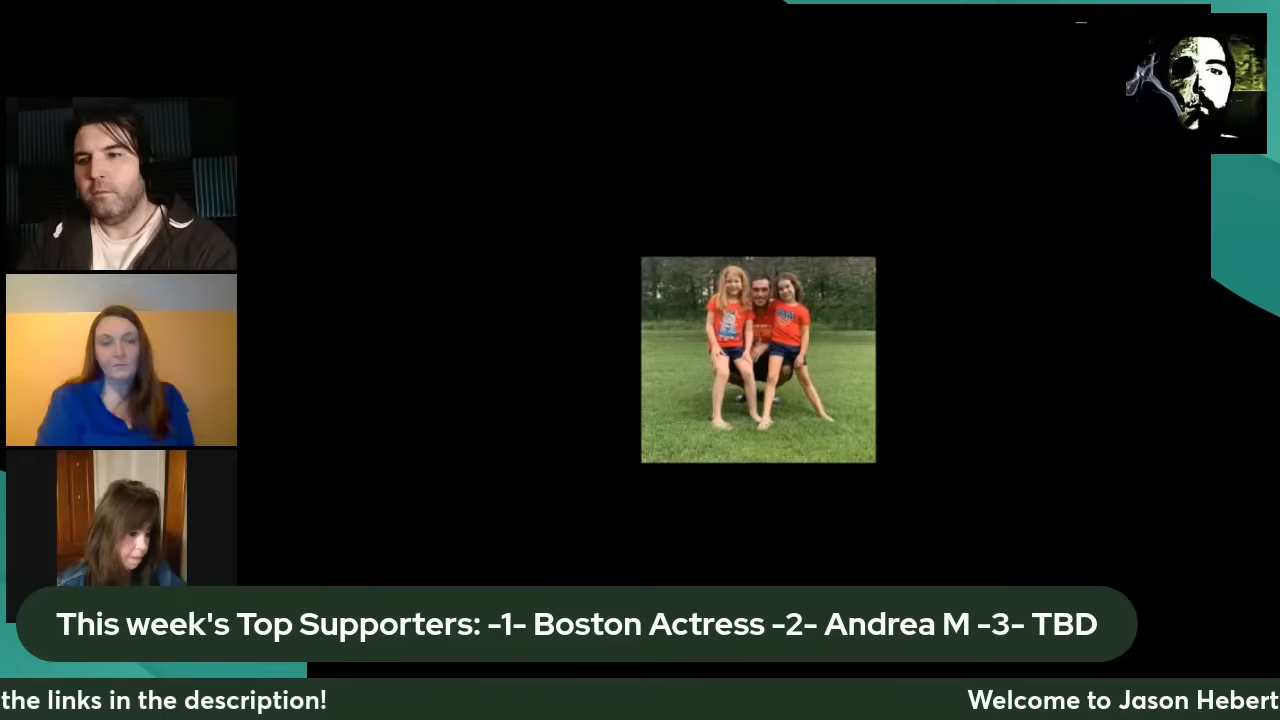 This week's Top Supporters: -1- Boston Actress -2- Andrea M -3- TBD
the links in the description!
Welcome to Jason Hebert